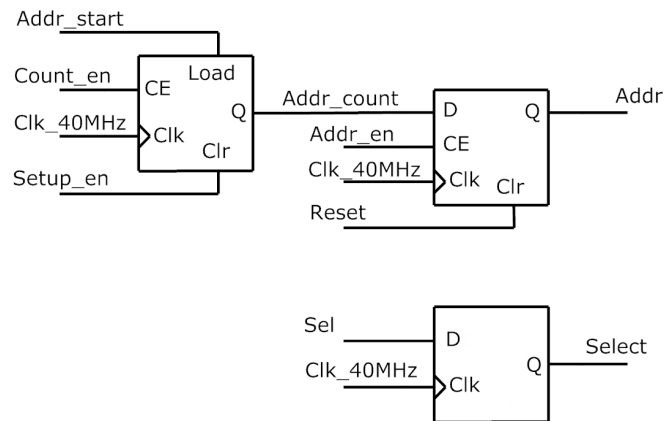 Addr_start
Load
Count_en
CE
Q
Clk_40MHz
Clk
Clr
Setup_en
Addr_count
D
Q
Addr
Addr_en
CE
Clk_40MHz
Clk
Clr
Reset
Sel
D
Q
Select
Clk_40MHz
Clk